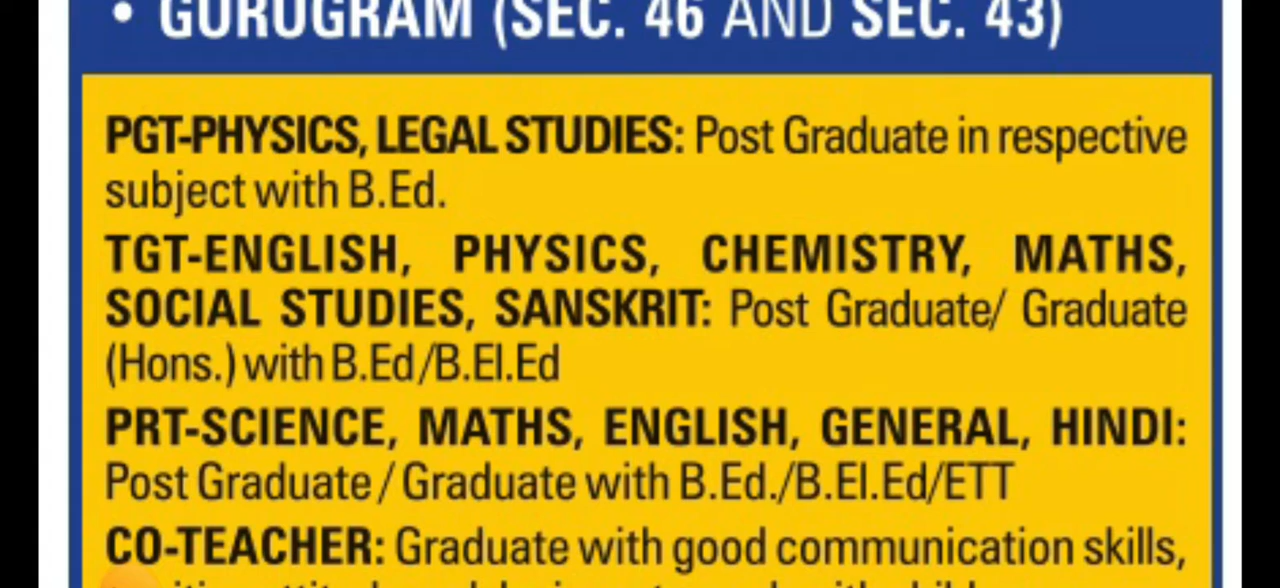 • GURUGRAM (SEC. 46 AND SEC. 43)
PGT-PHYSICS, LEGAL STUDIES: Post Graduate in respective
subject with B.Ed.
TGT-ENGLISH, PHYSICS, CHEMISTRY, MATHS,
SOCIAL STUDIES, SANSKRIT: Post Graduate/ Graduate
(Hons.) with B.Ed/B.El.Ed
PRT-SCIENCE, MATHS, ENGLISH, GENERAL, HINDI:
Post Graduate / Graduate with B.Ed./B.El.Ed/ETT
CO-TEACHER: Graduate with good communication skills,